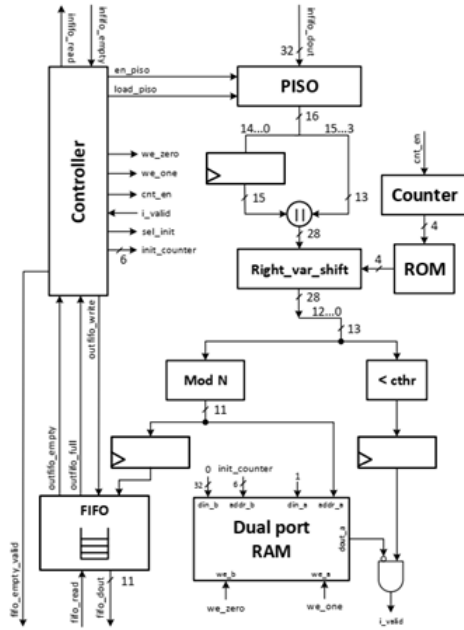 infifo_read
infifo_empty
infifo_dout
32
en_piso
load_piso
PISO
16
14...0
15...3
Controller
we_zero
we_one
cnt_en
i_valid
sel_init
init_counter
6
15
||
13
28
cnt_en
Counter
4
ROM
4
Right_var_shift
28
12...0
13
outfifo_write
outfifo_empty
outfifo_full
Mod N
11
< cthr
FIFO
fifo_empty_valid
fifo_read
fifo_dout
11
0
init_counter
32
6
1
din_b
addr_b
din_a
addr_a
Dual port
RAM
dout_a
we_b
we_a
we_zero
we_one
i_valid